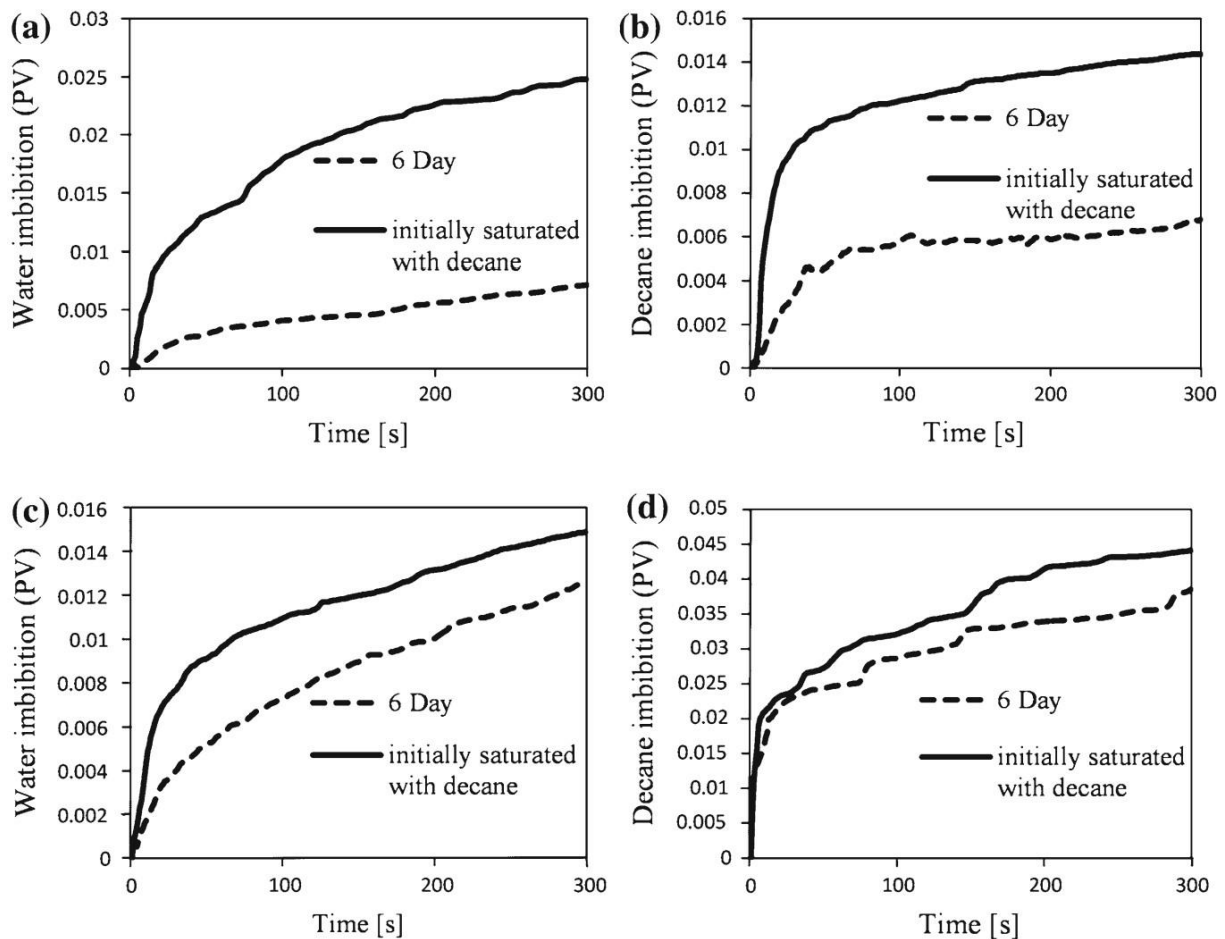 (a)
0.03
0.025
0.02
0.015
0.01
0.005
0
Water imbibition (PV)
6 Day
initially saturated
with decane
0 100 200 300
Time [s]
(b)
0.016
0.014
0.012
0.01
0.008
0.006
0.004
0.002
0
Decane imbibition (PV)
6 Day
initially saturated
with decane
0 100 200 300
Time [s]
(c)
0.016
0.014
0.012
0.01
0.008
0.006
0.004
0.002
0
Water imbibition (PV)
6 Day
initially saturated
with decane
0 100 200 300
Time [s]
(d)
0.05
0.045
0.04
0.035
0.03
0.025
0.02
0.015
0.01
0.005
0
Decane imbibition (PV)
6 Day
initially saturated
with decane
0 100 200 300
Time [s]